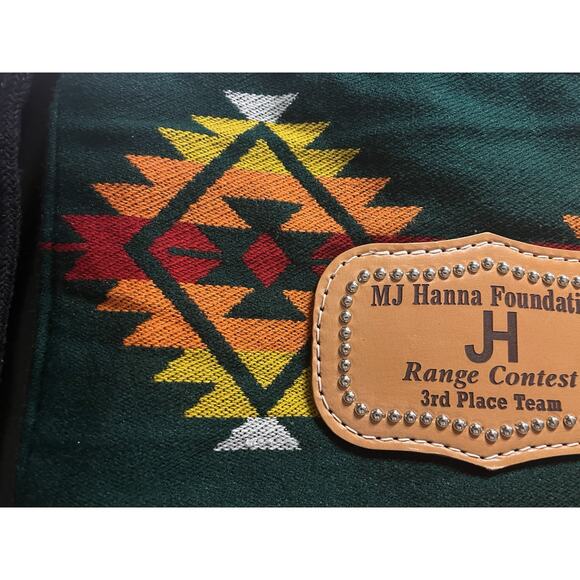 MJ Hanna Foundati
JH
Range Contest
3rd Place Team